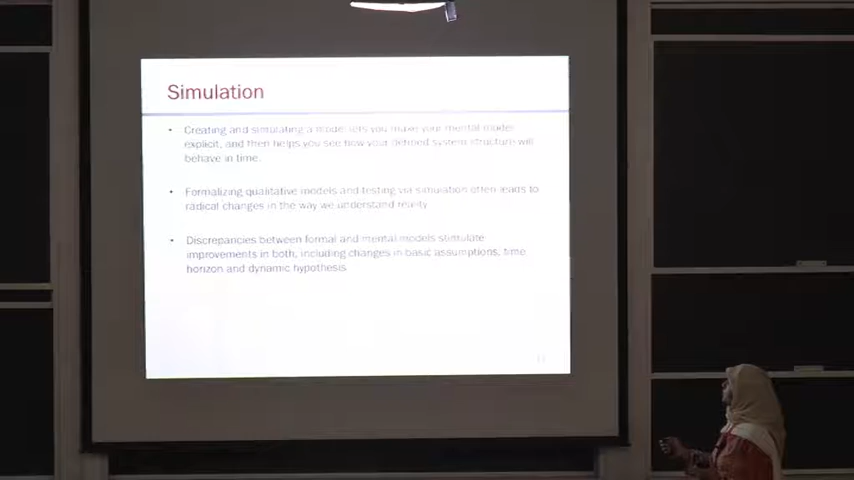 Simulation
• Creating and simulating a model lets you make your mental model
explicit, and then helps you see how your defined system structure will
behave in time.
• Formalizing qualitative models and testing via simulation often leads to
radical changes in the way we understand reality
• Discrepancies between formal and mental models stimulate
improvements in both, including changes in basic assumptions, time
horizon and dynamic hypothesis